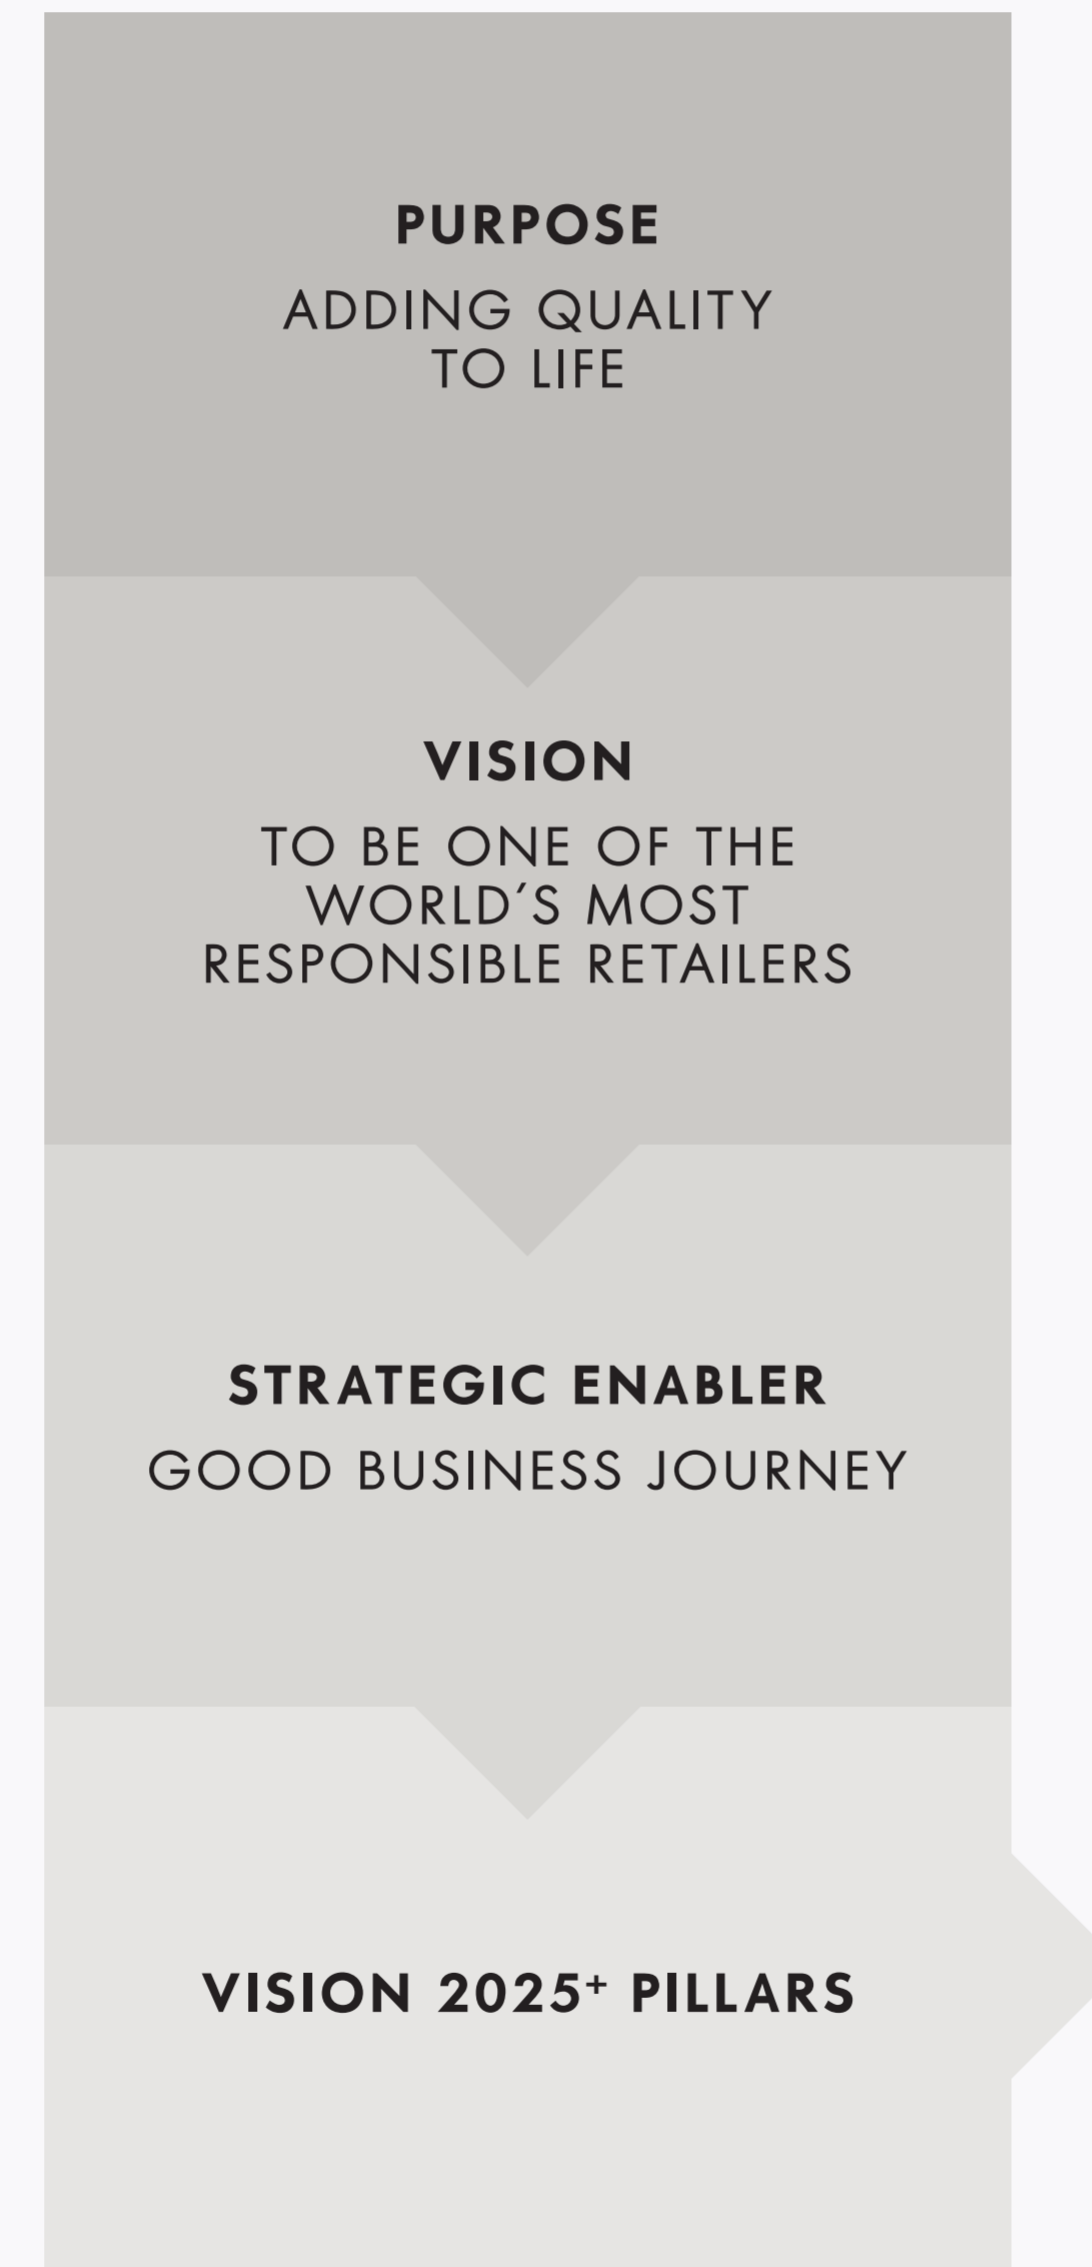 PURPOSE
ADDING QUALITY
TO LIFE
VISION
TO BE ONE OF THE
WORLD´S MOST
RESPONSIBLE RETAILERS
STRATEGIC ENABLER
GOOD BUSINESS JOURNEY
VISION 2025⁺ PILLARS